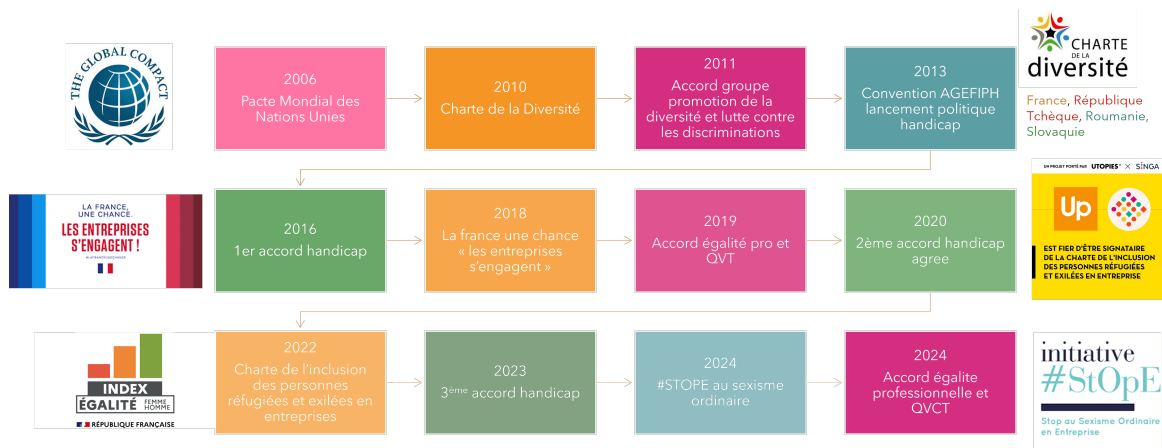 THE GLOBAL COMPACT
2006
Pacte Mondial des
Nations Unies
2010
Charte de la Diversité
2011
Accord groupe
promotion de la
diversité et lutte contre
les discriminations
2013
Convention AGEFIPH
lancement politique
handicap
CHARTE
DE LA
diversité
France, République
Tchèque, Roumanie,
Slovaquie
LA FRANCE,
UNE CHANCE.
LES ENTREPRISES
S'ENGAGENT !
2016
1er accord handicap
2018
La france une chance
« les entreprises
s'engagent »
2019
Accord égalité pro et
QVT
2020
2ème accord handicap
agree
UN PROJET PORTÉ PAR UTOPIES® × SINGA
Up
EST FIER D'ÊTRE SIGNATAIRE
DE LA CHARTE DE L'INCLUSION
DES PERSONNES RÉFUGIÉES
ET EXILÉES EN ENTREPRISE
INDEX
ÉGALITÉ FEMME
HOMME
RÉPUBLIQUE FRANÇAISE
2022
Charte de l'inclusion
des personnes
réfugiées et exilées en
entreprises
2023
3ème accord handicap
2024
#STOPE au sexisme
ordinaire
2024
Accord égalite
professionnelle et
QVCT
initiative
#StOpE
Stop au Sexisme Ordinaire
en Entreprise